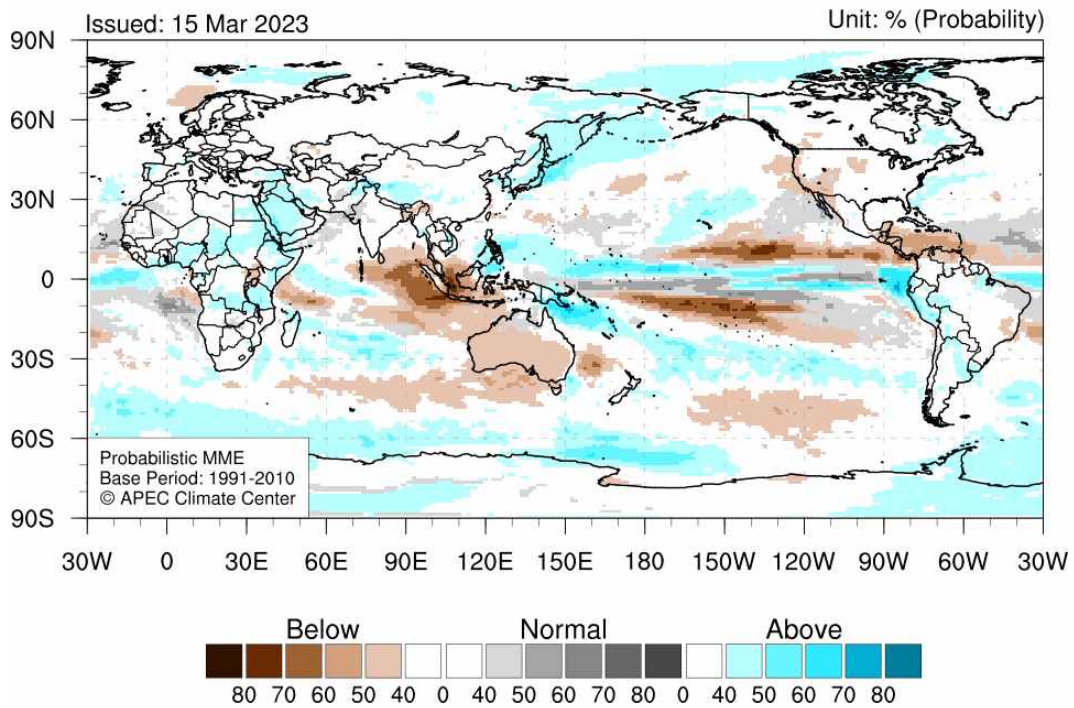 Issued: 15 Mar 2023 Unit: % (Probability)
90N
60N
30N
0
30S
60S
90S
Probabilistic MME
Base Period: 1991-2010
© APEC Climate Center
30W 0 30E 60E 90E 120E 150E 180 150W 120W 90W 60W 30W
Below Normal Above
80 70 60 50 40 0 40 50 60 70 80 0 40 50 60 70 80